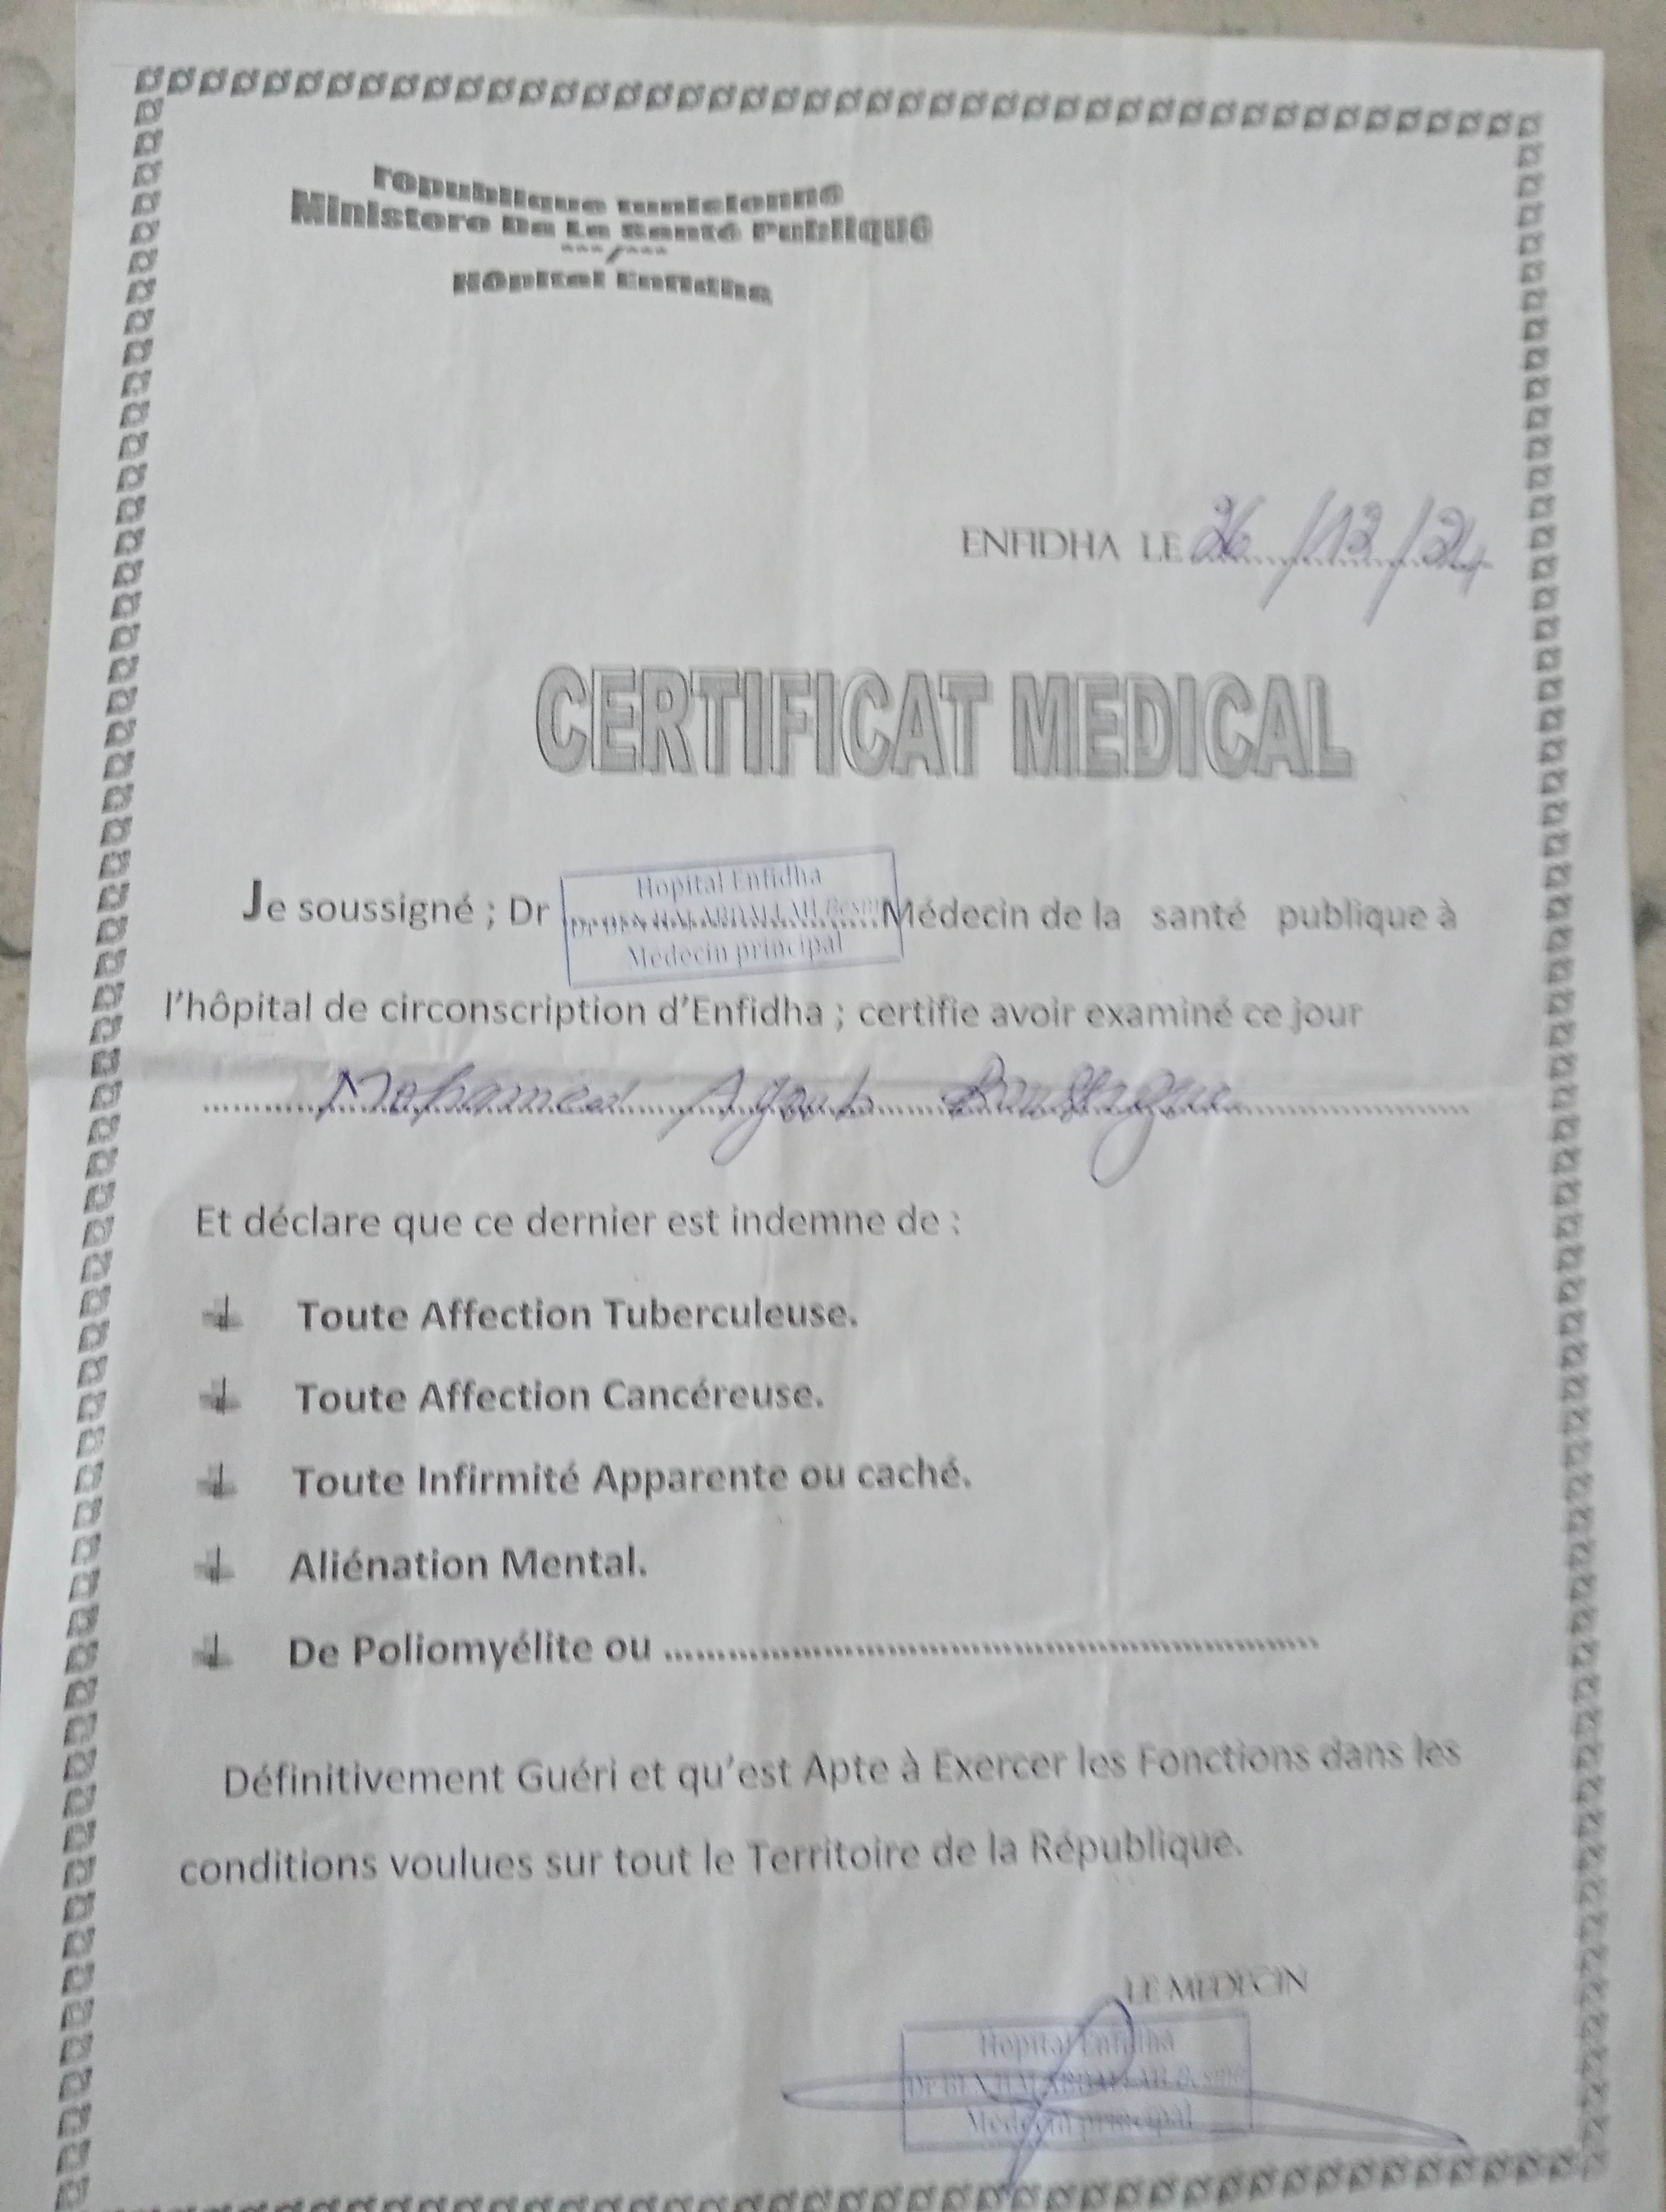 republique tunisienne
Ministere De La Santé Publique
---/---
Hôpital Enfidha
ENFIDHA LE 26/12/24
CERTIFICAT MEDICAL
Hopital Enfidha
Je soussigné ; Dr Médecin de la santé publique à
Médecin principal
l'hôpital de circonscription d'Enfidha ; certifie avoir examiné ce jour
Mohamed Ayoub
Et déclare que ce dernier est indemne de :
Toute Affection Tuberculeuse.
Toute Affection Cancéreuse.
Toute Infirmité Apparente ou caché.
Aliénation Mental.
De Poliomyélite ou ........................................................
Définitivement Guéri et qu'est Apte à Exercer les Fonctions dans les
conditions voulues sur tout le Territoire de la République.
LE MEDECIN
Hopital Enfidha
Dr
Médecin principal